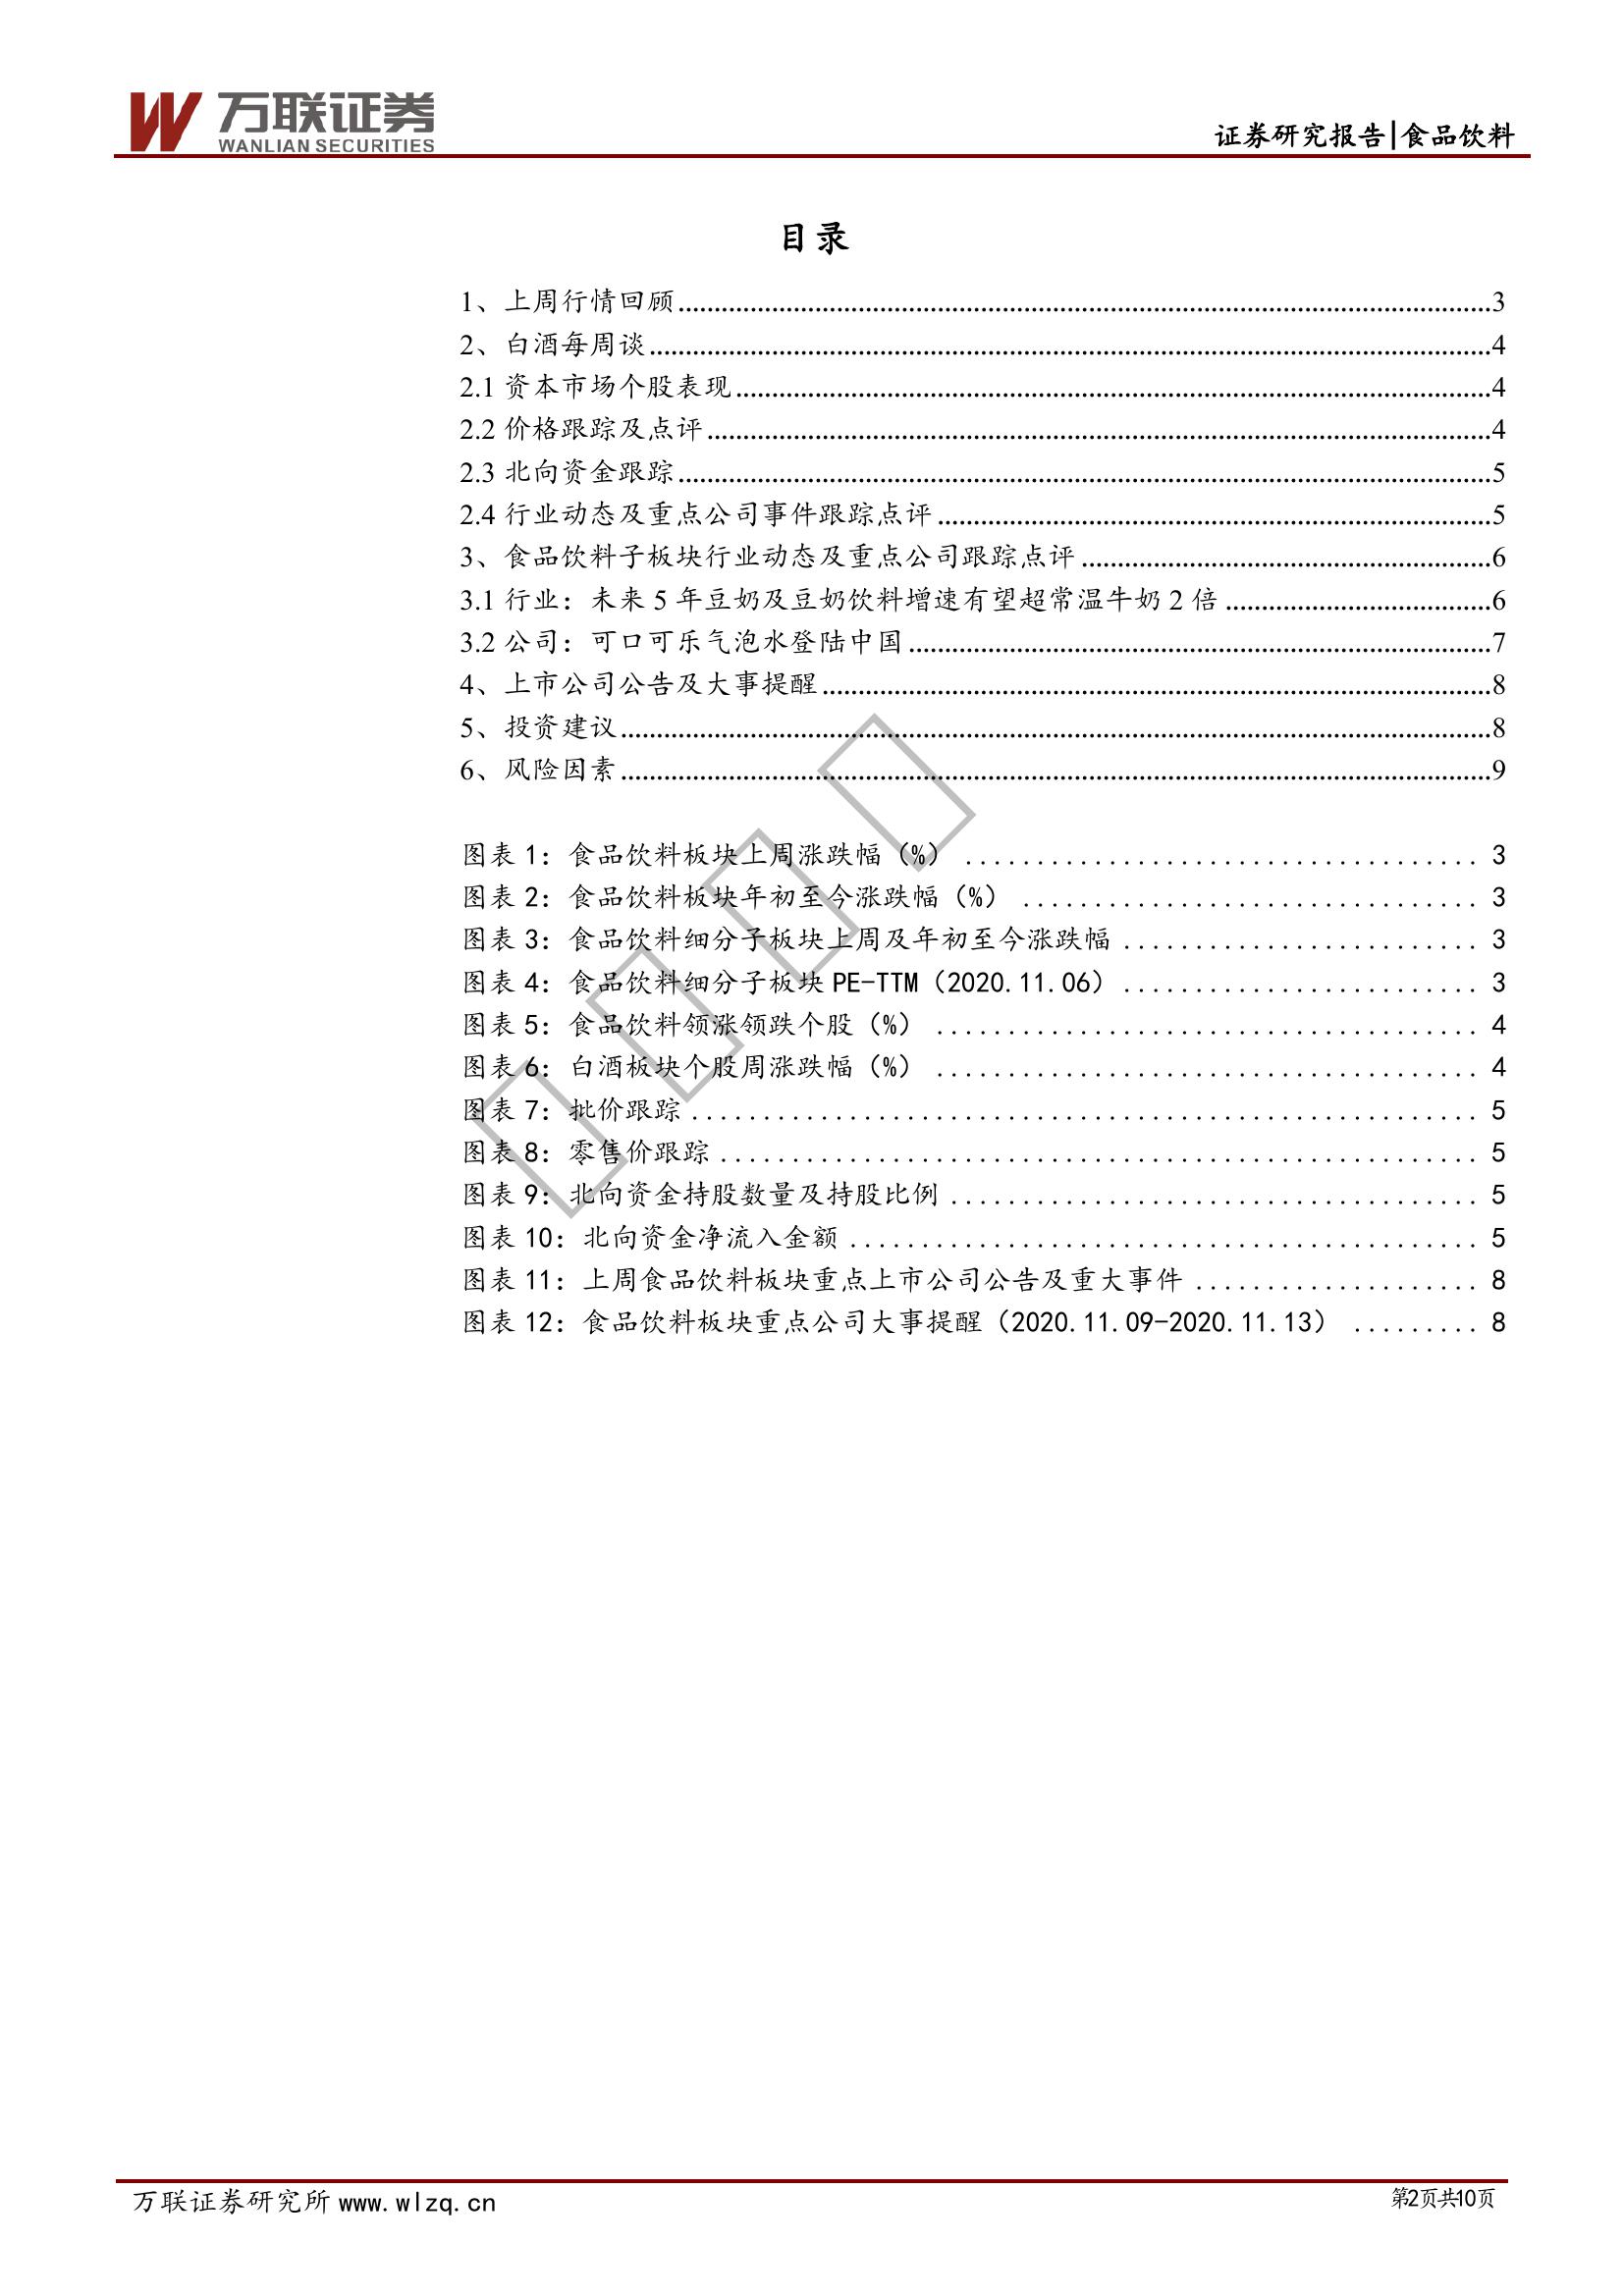 万联证券
WANLIAN SECURITIES
证券研究报告|食品饮料
目录
1、上周行情回顾........................................3
2、白酒每周谈........................................4
2.1 资本市场个股表现........................................4
2.2 价格跟踪及点评........................................4
2.3 北向资金跟踪........................................5
2.4 行业动态及重点公司事件跟踪点评........................................5
3、食品饮料子板块行业动态及重点公司跟踪点评........................................6
3.1 行业：未来 5 年豆奶及豆奶饮料增速有望超常温牛奶 2 倍........................................6
3.2 公司：可口可乐气泡水登陆中国........................................7
4、上市公司公告及大事提醒........................................8
5、投资建议........................................8
6、风险因素........................................9
图表 1：食品饮料板块上周涨跌幅（%） .................................... 3
图表 2：食品饮料板块年初至今涨跌幅（%） ................................ 3
图表 3：食品饮料细分子板块上周及年初至今涨跌幅 ......................... 3
图表 4：食品饮料细分子板块 PE-TTM（2020.11.06）......................... 3
图表 5：食品饮料领涨领跌个股（%） ...................................... 4
图表 6：白酒板块个股周涨跌幅（%） ...................................... 4
图表 7：批价跟踪 ....................................................... 5
图表 8：零售价跟踪 ..................................................... 5
图表 9：北向资金持股数量及持股比例 ..................................... 5
图表 10：北向资金净流入金额 ............................................ 5
图表 11：上周食品饮料板块重点上市公司公告及重大事件 .................... 8
图表 12：食品饮料板块重点公司大事提醒（2020.11.09-2020.11.13） ......... 8
万联证券研究所 www.wlzq.cn
第2页共10页